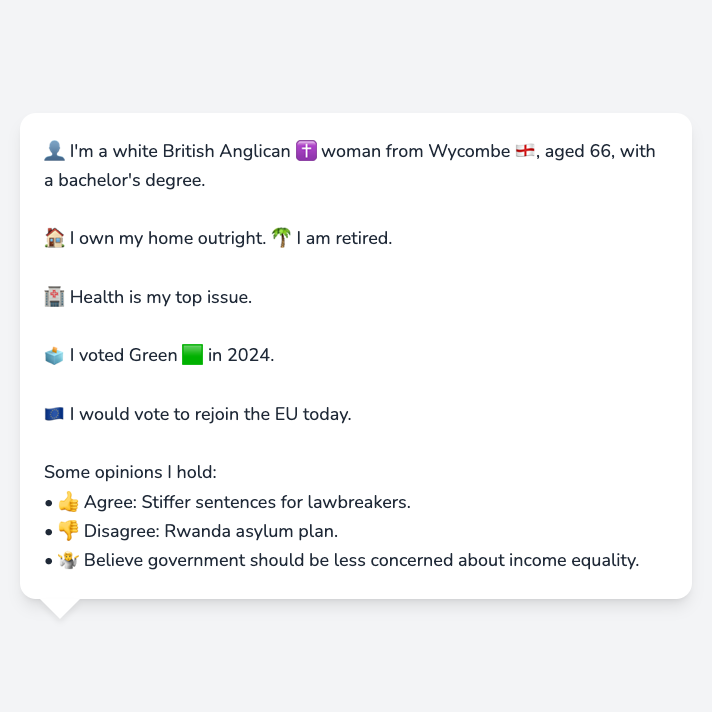 👤 I'm a white British Anglican ✝️ woman from Wycombe 🏴󠁧󠁢󠁥󠁮󠁧󠁿, aged 66, with
a bachelor's degree.
🏠 I own my home outright. 🌴 I am retired.
🏥 Health is my top issue.
🗳️ I voted Green 🟩 in 2024.
🇪🇺 I would vote to rejoin the EU today.
Some opinions I hold:
• 👍 Agree: Stiffer sentences for lawbreakers.
• 👎 Disagree: Rwanda asylum plan.
• 🤷‍♀️ Believe government should be less concerned about income equality.